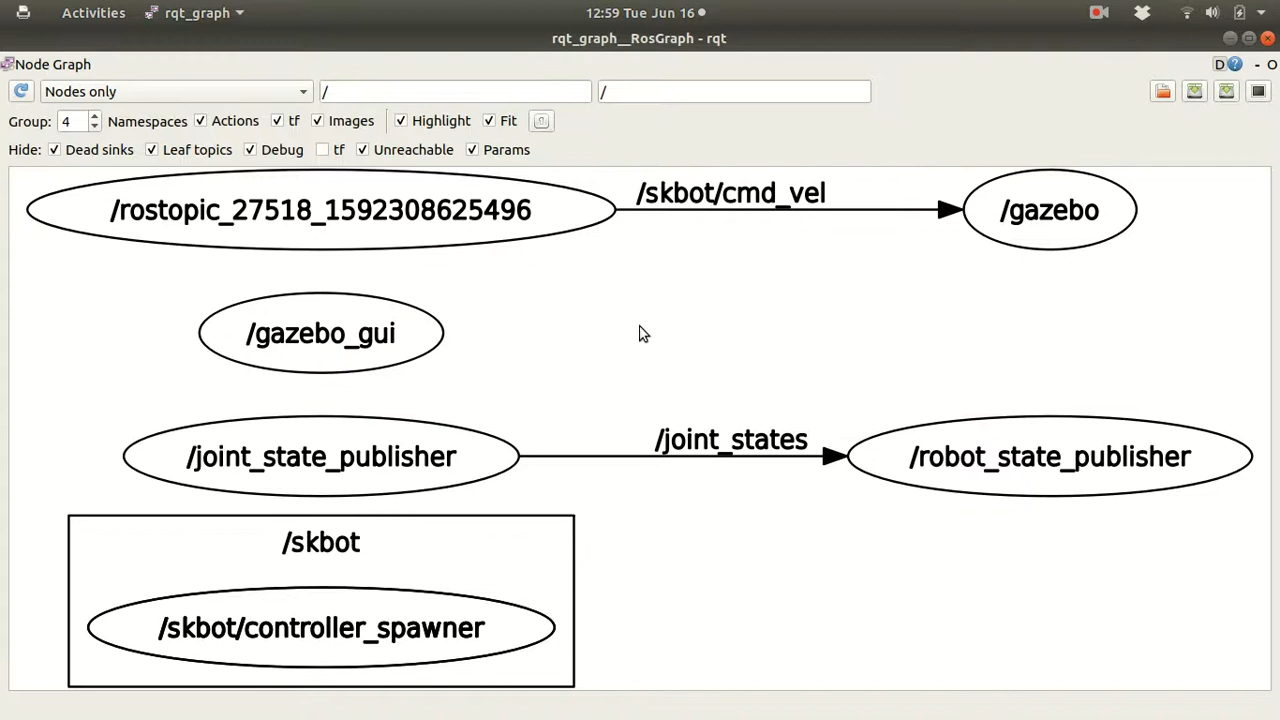 Activities rqt_graph 12:59 Tue Jun 16
rqt_graph__RosGraph - rqt
Node Graph D ? - O
Nodes only / /
Group: 4 Namespaces Actions tf Images Highlight Fit
Hide: Dead sinks Leaf topics Debug tf Unreachable Params
/rostopic_27518_1592308625496 /skbot/cmd_vel /gazebo
/gazebo_gui
/joint_state_publisher /joint_states /robot_state_publisher
/skbot
/skbot/controller_spawner